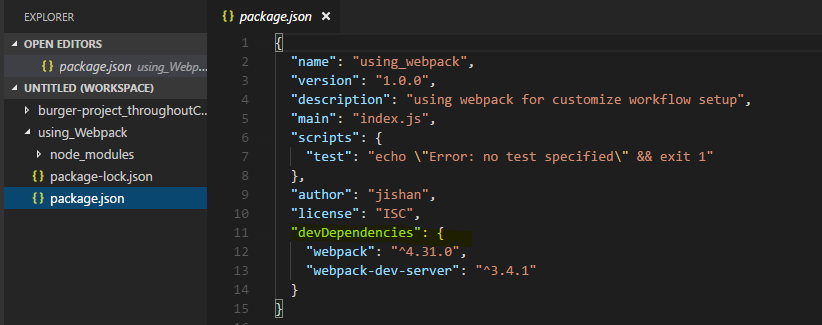 EXPLORER
OPEN EDITORS
{} package.json using_Webp...
UNTITLED (WORKSPACE)
burger-project_throughoutC...
using_Webpack
node_modules
{} package-lock.json
{} package.json
{} package.json ×
1 {
2 "name": "using_webpack",
3 "version": "1.0.0",
4 "description": "using webpack for customize workflow setup",
5 "main": "index.js",
6 "scripts": {
7 "test": "echo \"Error: no test specified\" && exit 1"
8 },
9 "author": "jishan",
10 "license": "ISC",
11 "devDependencies": {
12 "webpack": "^4.31.0",
13 "webpack-dev-server": "^3.4.1"
14 }
15 }
16